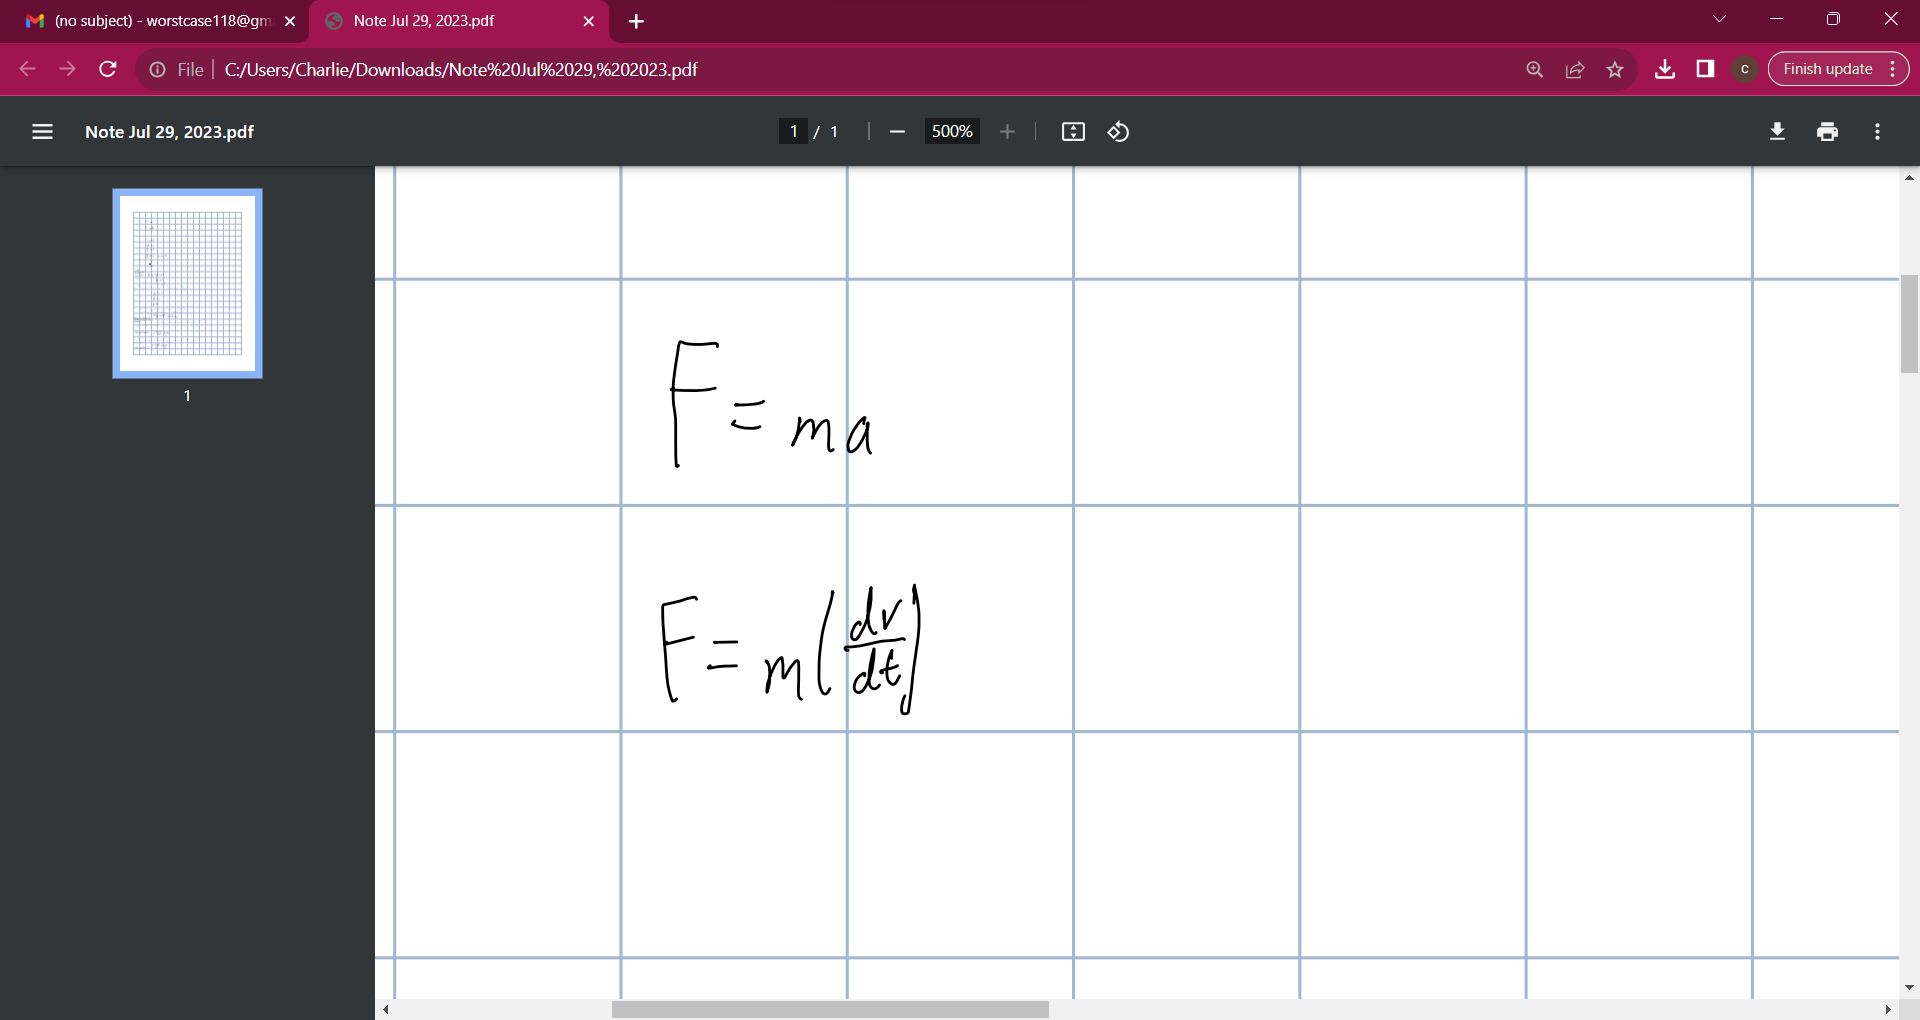 (no subject) - worstcase118@gm
Note Jul 29, 2023.pdf
File
C:/Users/Charlie/Downloads/Note%20Jul%2029,%202023.pdf
C
Finish update
Note Jul 29, 2023.pdf
1 / 1
500%
1
F = ma
F = m(dv/dt)